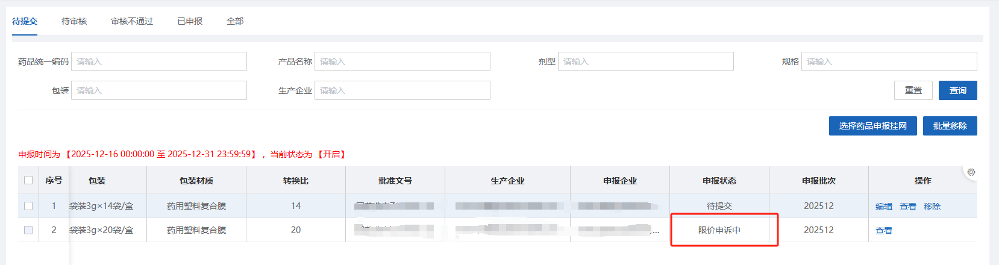 待提交 待审核 审核不通过 已申报 全部
药品统一编码 请输入 产品名称 请输入 剂型 请输入 规格 请输入
包装 请输入 生产企业 请输入 重置 查询
选择药品申报挂网 批量移除
申报时间为 【2025-12-16 00:00:00 至 2025-12-31 23:59:59】 ，当前状态为 【开启】
序号 包装 包装材质 转换比 批准文号 生产企业 申报企业 申报状态 申报批次 操作
1 袋装3g×14袋/盒 药用塑料复合膜 14 待提交 202512 编辑 查看 移除
2 袋装3g×20袋/盒 药用塑料复合膜 20 限价申诉中 202512 查看